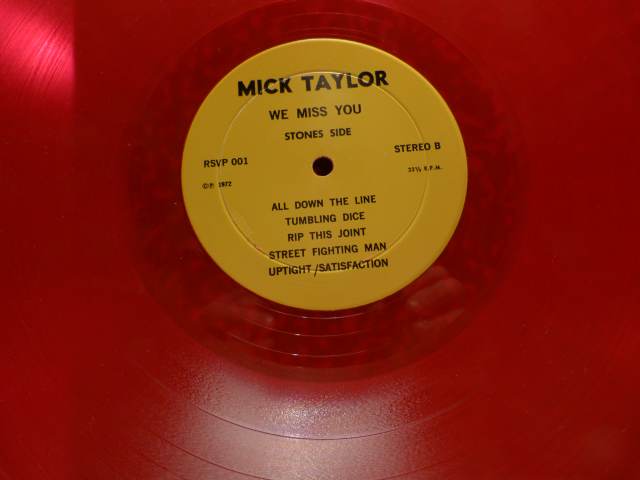 MICK TAYLOR
WE MISS YOU
STONES SIDE
RSVP 001 STEREO B
©℗ 1972 33⅓ R.P.M.
ALL DOWN THE LINE
TUMBLING DICE
RIP THIS JOINT
STREET FIGHTING MAN
UPTIGHT/SATISFACTION